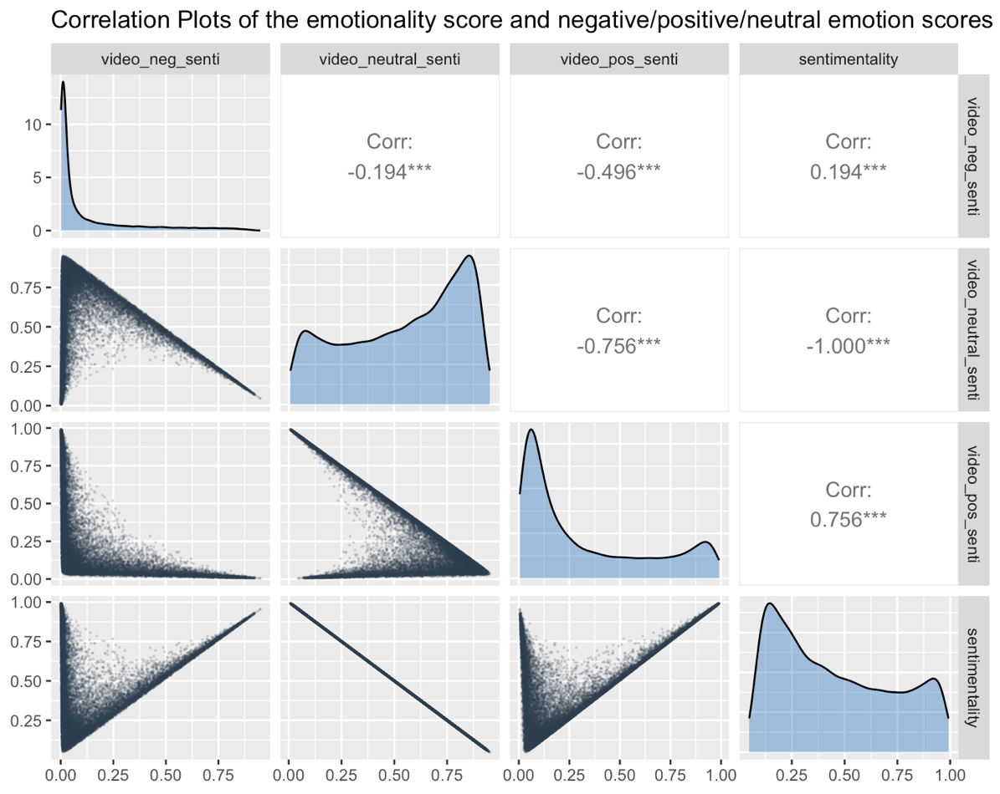 Correlation Plots of the emotionality score and negative/positive/neutral emotion scores
video_neg_senti
video_neutral_senti
video_pos_senti
sentimentality
10
5
0
Corr:
-0.194***
Corr:
-0.496***
Corr:
0.194***
video_neg_senti
0.75
0.50
0.25
0.00
Corr:
-0.756***
Corr:
-1.000***
video_neutral_senti
1.00
0.75
0.50
0.25
0.00
Corr:
0.756***
video_pos_senti
1.00
0.75
0.50
0.25
sentimentality
0.00 0.25 0.50 0.75
0.00 0.25 0.50 0.75
0.00 0.25 0.50 0.75 1.00
0.25 0.50 0.75 1.00